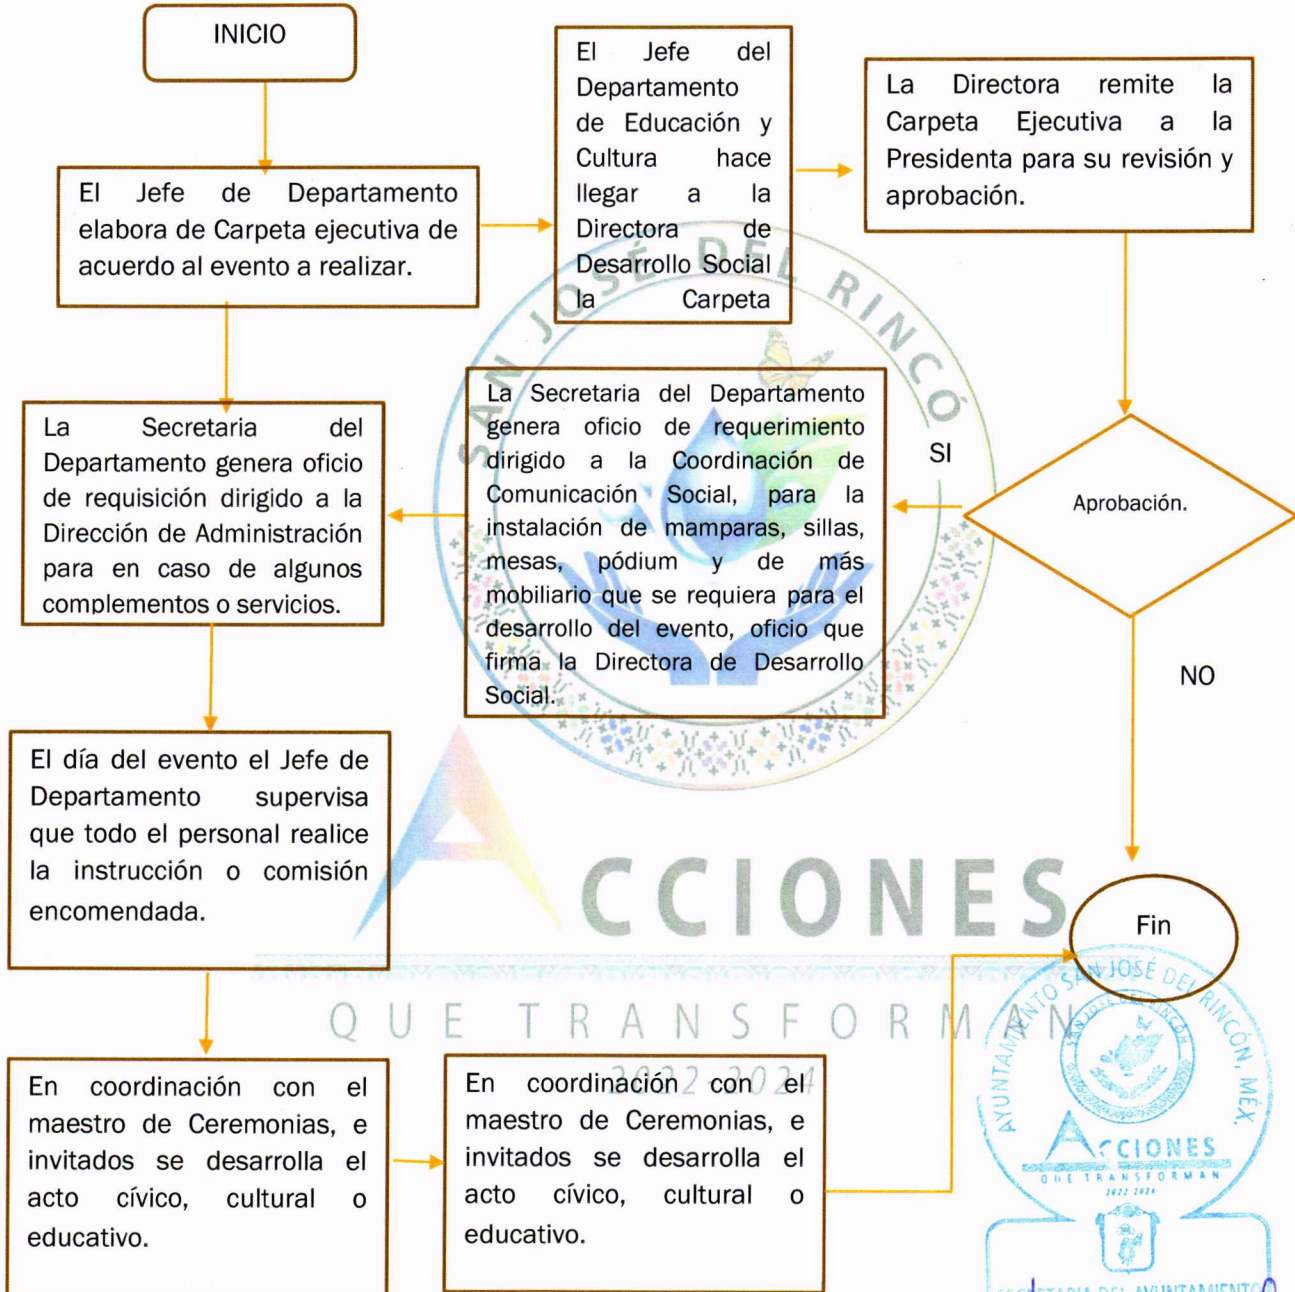 INICIO
El Jefe de Departamento
elabora de Carpeta ejecutiva de
acuerdo al evento a realizar.
El Jefe del
Departamento
de Educación y
Cultura hace
llegar a la
Directora de
Desarrollo Social
la Carpeta
La Directora remite la
Carpeta Ejecutiva a la
Presidenta para su revisión y
aprobación.
Aprobación.
SI
NO
La Secretaria del Departamento
genera oficio de requerimiento
dirigido a la Coordinación de
Comunicación Social, para la
instalación de mamparas, sillas,
mesas, pódium y de más
mobiliario que se requiera para el
desarrollo del evento, oficio que
firma la Directora de Desarrollo
Social.
La Secretaria del
Departamento genera oficio
de requisición dirigido a la
Dirección de Administración
para en caso de algunos
complementos o servicios.
El día del evento el Jefe de
Departamento supervisa
que todo el personal realice
la instrucción o comisión
encomendada.
En coordinación con el
maestro de Ceremonias, e
invitados se desarrolla el
acto cívico, cultural o
educativo.
En coordinación con el
maestro de Ceremonias, e
invitados se desarrolla el
acto cívico, cultural o
educativo.
Fin
SAN JOSÉ DEL RINCÓ
ACCIONES
QUE TRANSFORMAN
2022-2024
AYUNTAMIENTO SAN JOSÉ DEL RINCÓN, MÉX.
SAN JOSÉ DEL RINCÓN
ACCIONES
QUE TRANSFORMAN
2022-2024
SECRETARIA DEL AYUNTAMIENTO